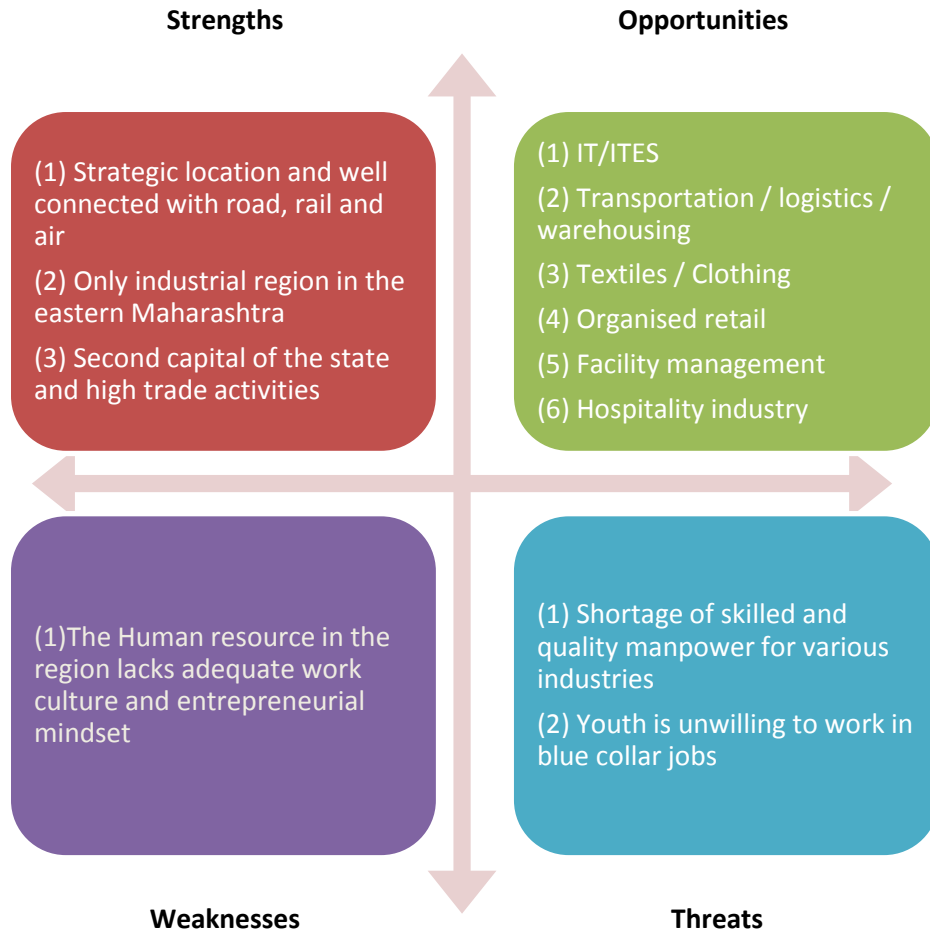 Strengths
Opportunities
(1) Strategic location and well
connected with road, rail and
air
(2) Only industrial region in the
eastern Maharashtra
(3) Second capital of the state
and high trade activities
(1) IT/ITES
(2) Transportation / logistics /
warehousing
(3) Textiles / Clothing
(4) Organised retail
(5) Facility management
(6) Hospitality industry
(1)The Human resource in the
region lacks adequate work
culture and entrepreneurial
mindset
(1) Shortage of skilled and
quality manpower for various
industries
(2) Youth is unwilling to work in
blue collar jobs
Weaknesses
Threats